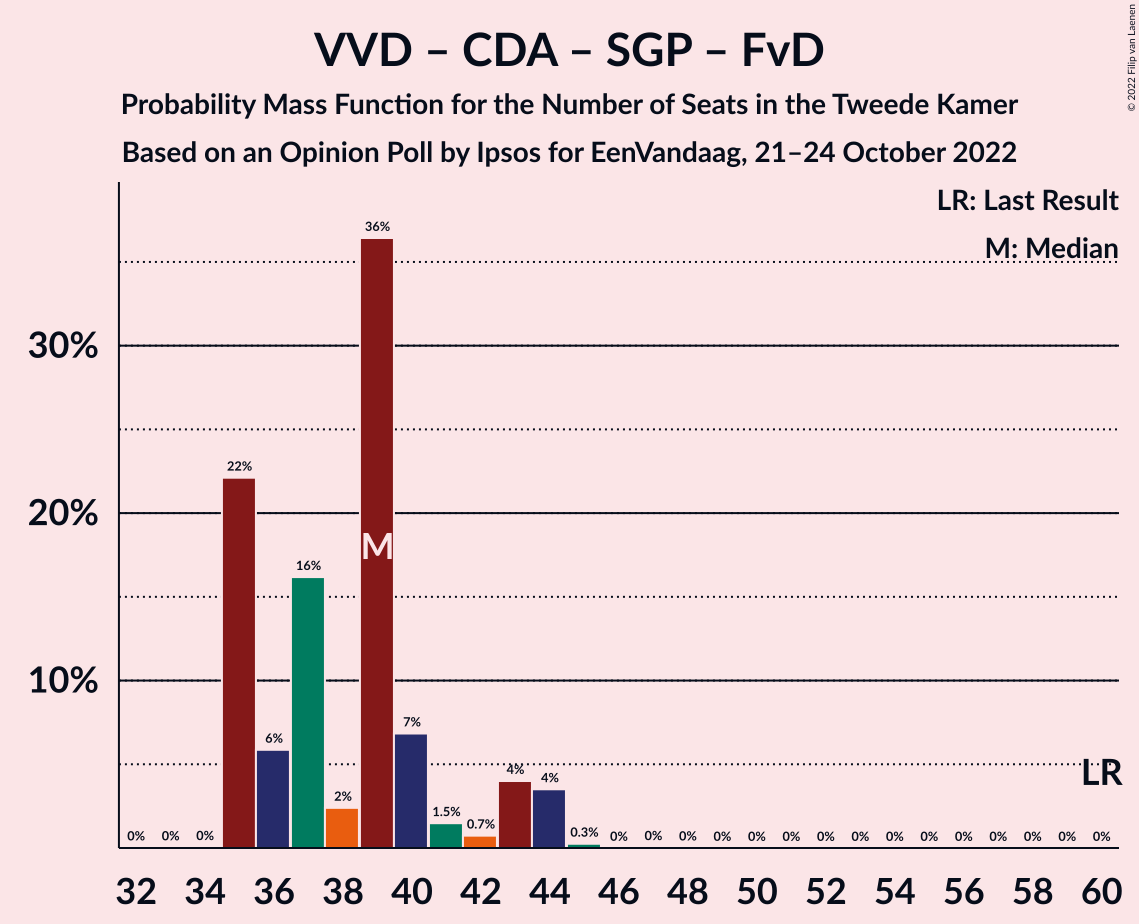 VVD – CDA – SGP – FvD
Probability Mass Function for the Number of Seats in the Tweede Kamer
Based on an Opinion Poll by Ipsos for EenVandaag, 21–24 October 2022
© 2022 Filip van Laenen
LR: Last Result
M: Median
36%
30%
22%
20%
M
16%
10%
6%
7%
2%
4%
4%
LR
1.5%
0.7%
0.3%
0% 0% 0% 0% 0% 0% 0% 0% 0% 0% 0% 0% 0% 0% 0% 0% 0% 0%
32 34 36 38 40 42 44 46 48 50 52 54 56 58 60